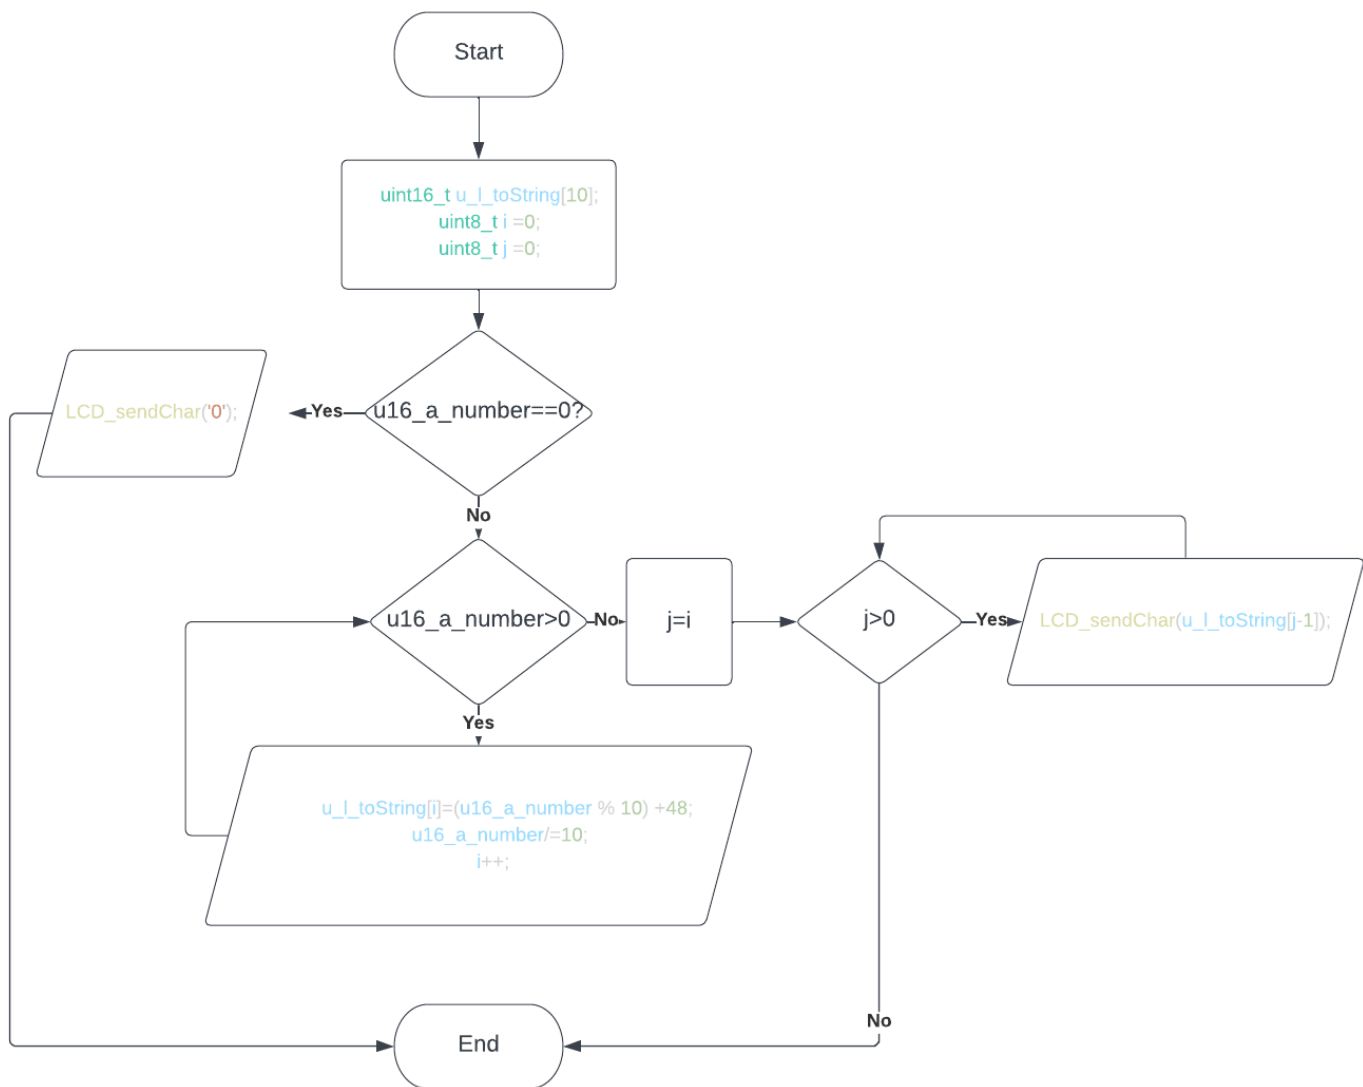 Start
uint16_t u_l_toString[10];
uint8_t i =0;
uint8_t j =0;
u16_a_number==0?
Yes
LCD_sendChar('0');
No
u16_a_number>0
No
j=i
j>0
Yes
LCD_sendChar(u_l_toString[j-1]);
Yes
u_l_toString[i]=(u16_a_number % 10) +48;
u16_a_number/=10;
i++;
No
End